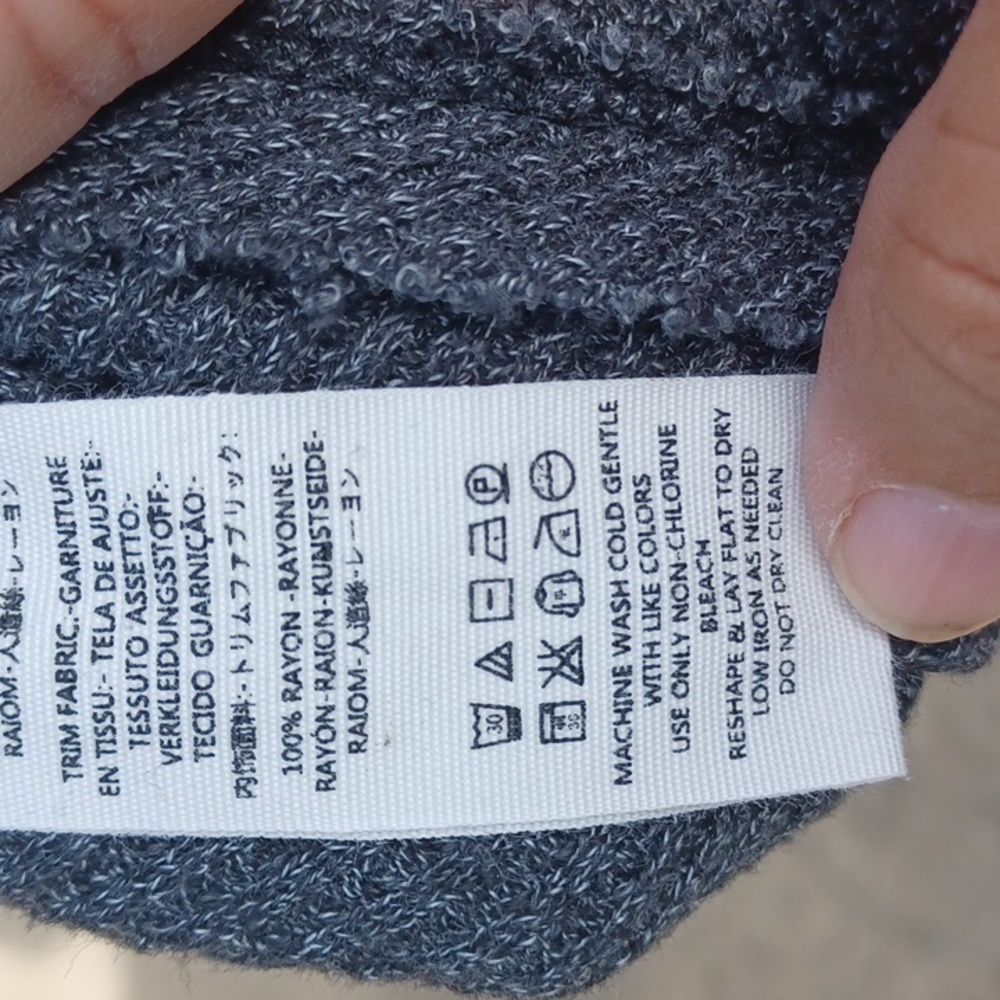 RAIOM-人造絲-レーヨン
TRIM FABRIC.-GARNITURE
EN TISSU:- TELA DE AJUSTE:-
TESSUTO ASSETTO:-
VERKLEIDUNGSSTOFF:-
TECIDO GUARNIÇÃO:-
内饰面料:-トリムファブリック:
100% RAYON -RAYONNE-
RAYÓN-RAION-KUNSTSEIDE-
RAIOM-人造絲-レーヨン
30 P
30
MACHINE WASH COLD GENTLE
WITH LIKE COLORS
USE ONLY NON-CHLORINE
BLEACH
RESHAPE & LAY FLAT TO DRY
LOW IRON AS NEEDED
DO NOT DRY CLEAN